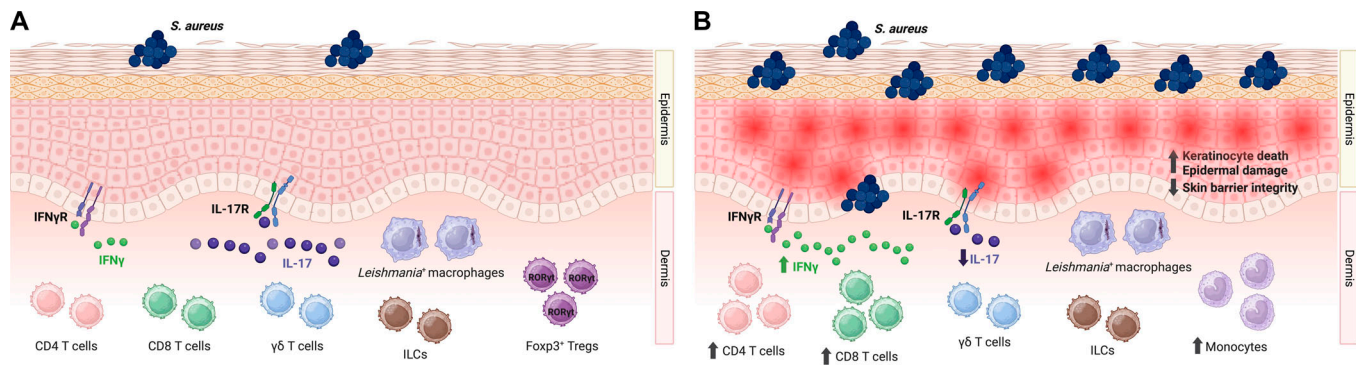 A
S. aureus
Epidermis
IFNγR
IL-17R
IFNγ
IL-17
Leishmania⁺ macrophages
RORγt
RORγt
RORγt
Dermis
CD4 T cells
CD8 T cells
γδ T cells
ILCs
Foxp3⁺ Tregs
B
S. aureus
Epidermis
Keratinocyte death
Epidermal damage
Skin barrier integrity
IFNγR
IL-17R
IFNγ
IL-17
Leishmania⁺ macrophages
Dermis
CD4 T cells
CD8 T cells
γδ T cells
ILCs
Monocytes